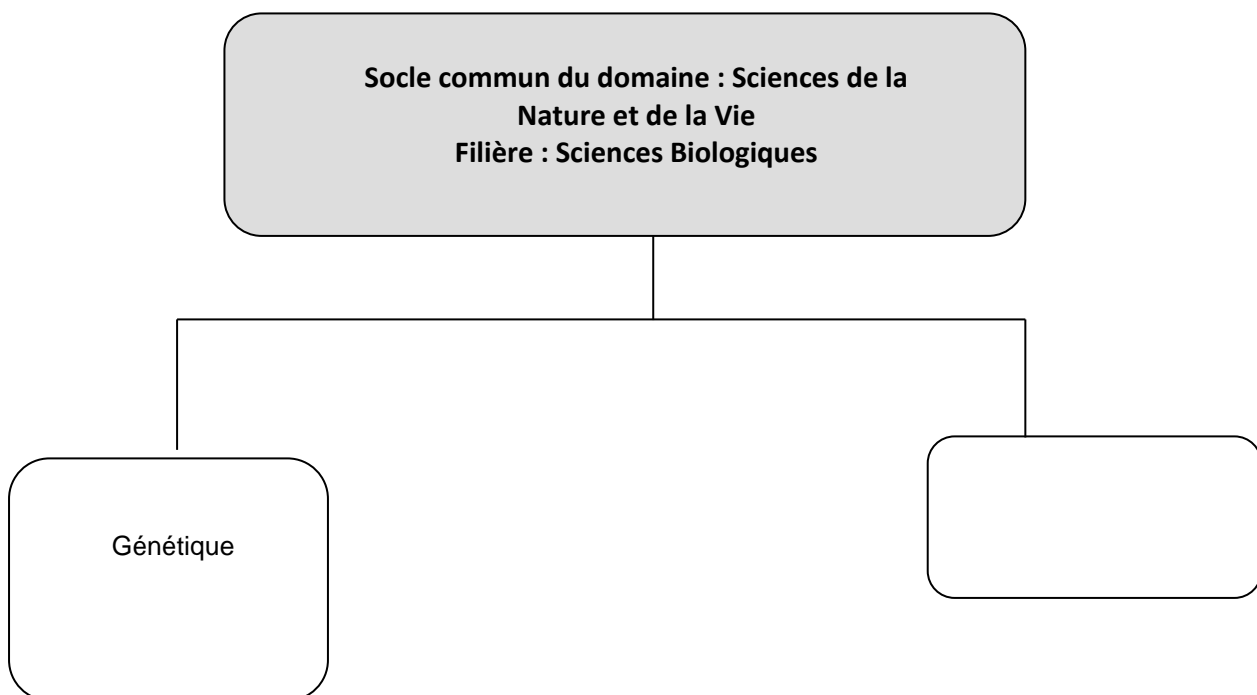 Socle commun du domaine : Sciences de la
Nature et de la Vie
Filière : Sciences Biologiques
Génétique